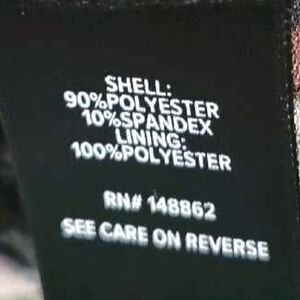 SHELL:
90%POLYESTER
10%SPANDEX
LINING:
100%POLYESTER
RN# 148862
SEE CARE ON REVERSE